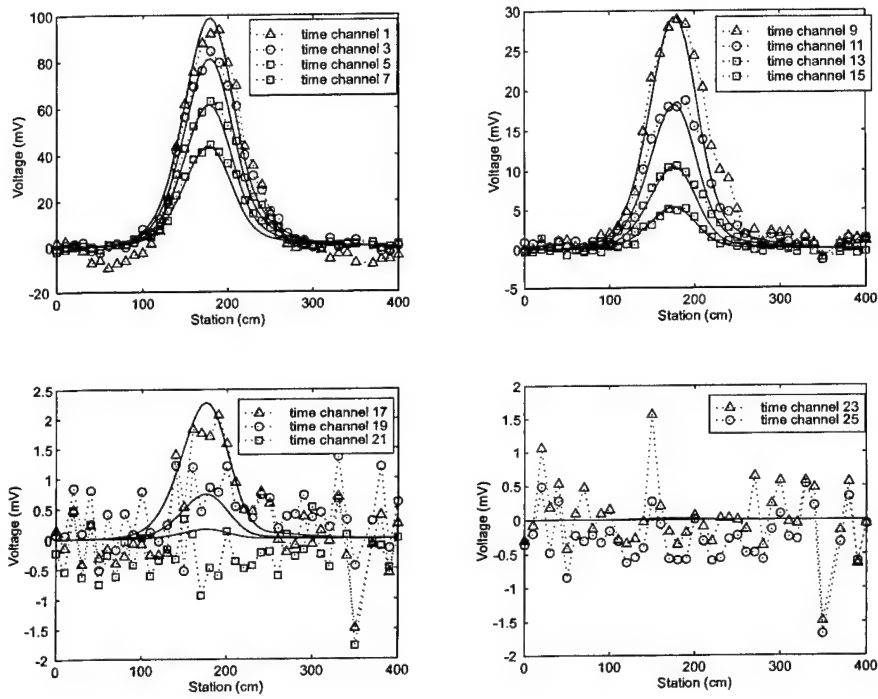 100
80
60
40
20
0
-20
0
100
200
300
400
Voltage (mV)
Station (cm)
time channel 1
time channel 3
time channel 5
time channel 7
30
25
20
15
10
5
0
-5
0
100
200
300
400
Voltage (mV)
Station (cm)
time channel 9
time channel 11
time channel 13
time channel 15
2.5
2
1.5
1
0.5
0
-0.5
-1
-1.5
-2
0
100
200
300
400
Voltage (mV)
Station (cm)
time channel 17
time channel 19
time channel 21
2
1.5
1
0.5
0
-0.5
-1
-1.5
-2
0
100
200
300
400
Voltage (mV)
Station (cm)
time channel 23
time channel 25